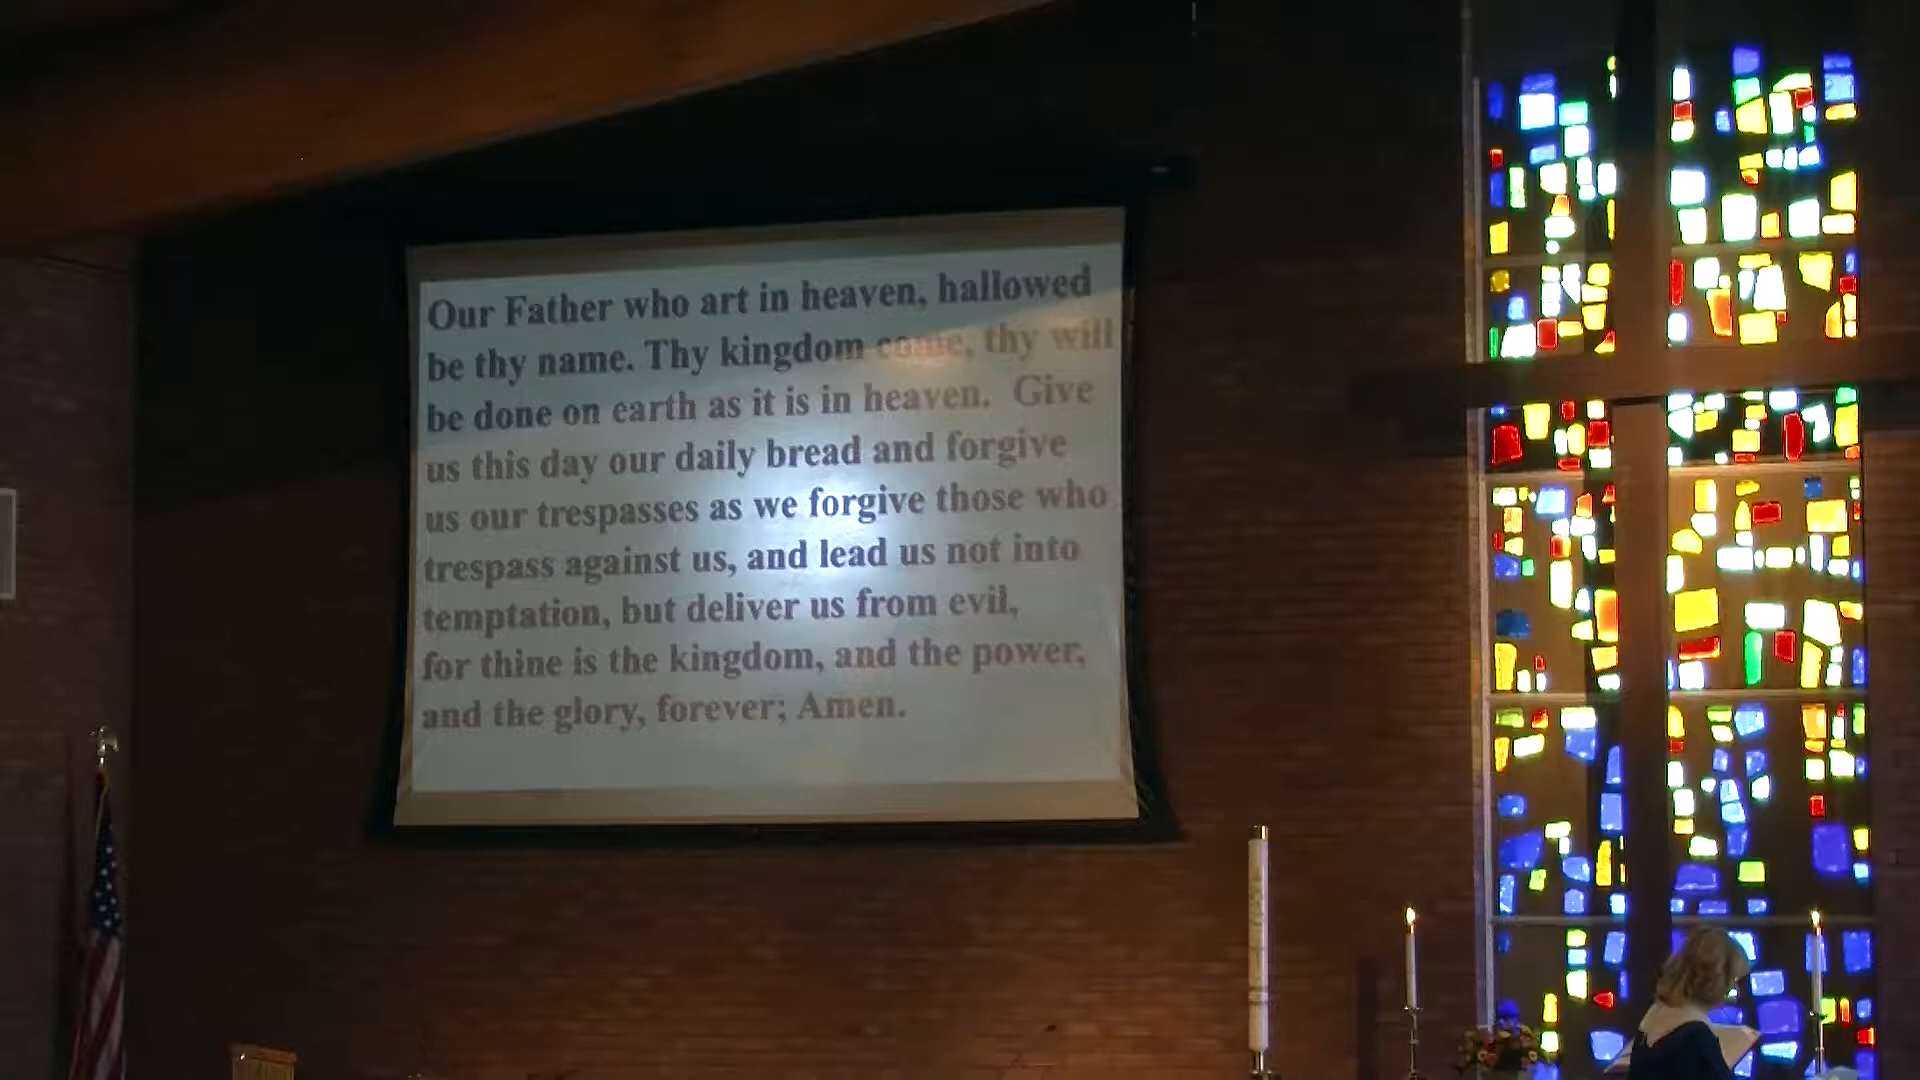 Our Father who art in heaven, hallowed
be thy name. Thy kingdom come, thy will
be done on earth as it is in heaven.  Give
us this day our daily bread and forgive
us our trespasses as we forgive those who
trespass against us, and lead us not into
temptation, but deliver us from evil,
for thine is the kingdom, and the power,
and the glory, forever; Amen.